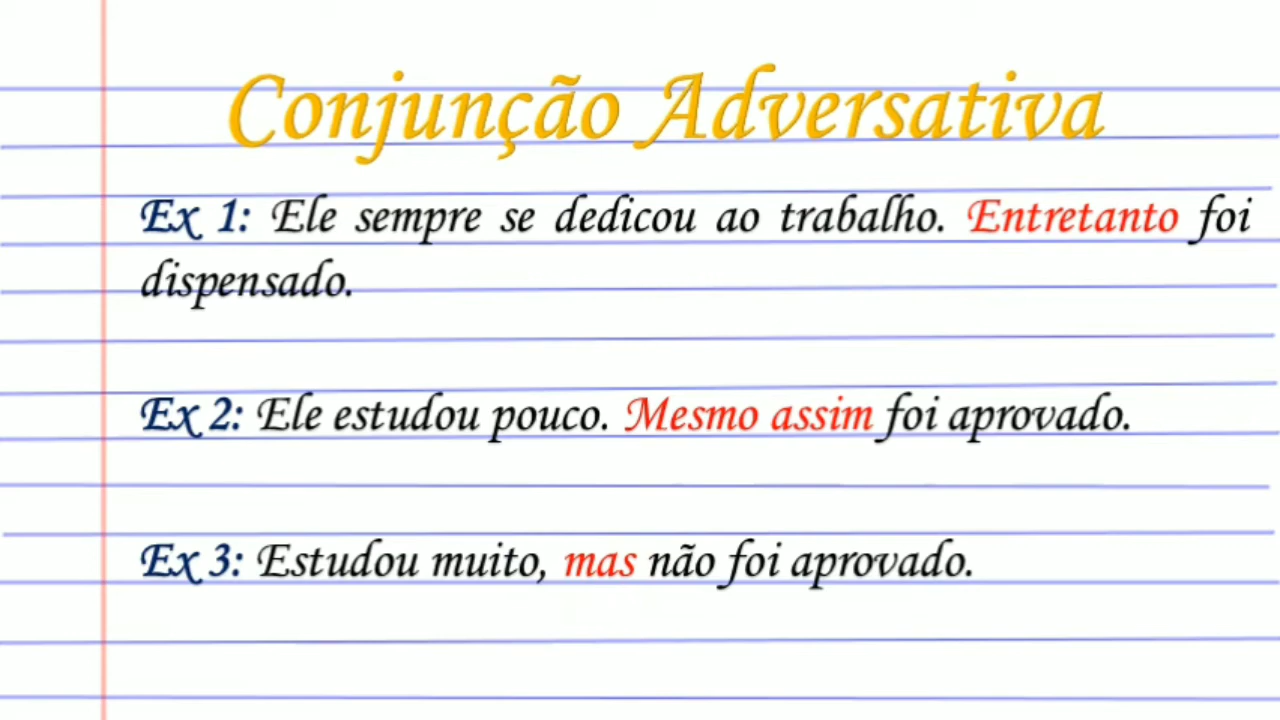 Conjunção Adversativa
Ex 1: Ele sempre se dedicou ao trabalho. Entretanto foi
dispensado.
Ex 2: Ele estudou pouco. Mesmo assim foi aprovado.
Ex 3: Estudou muito, mas não foi aprovado.